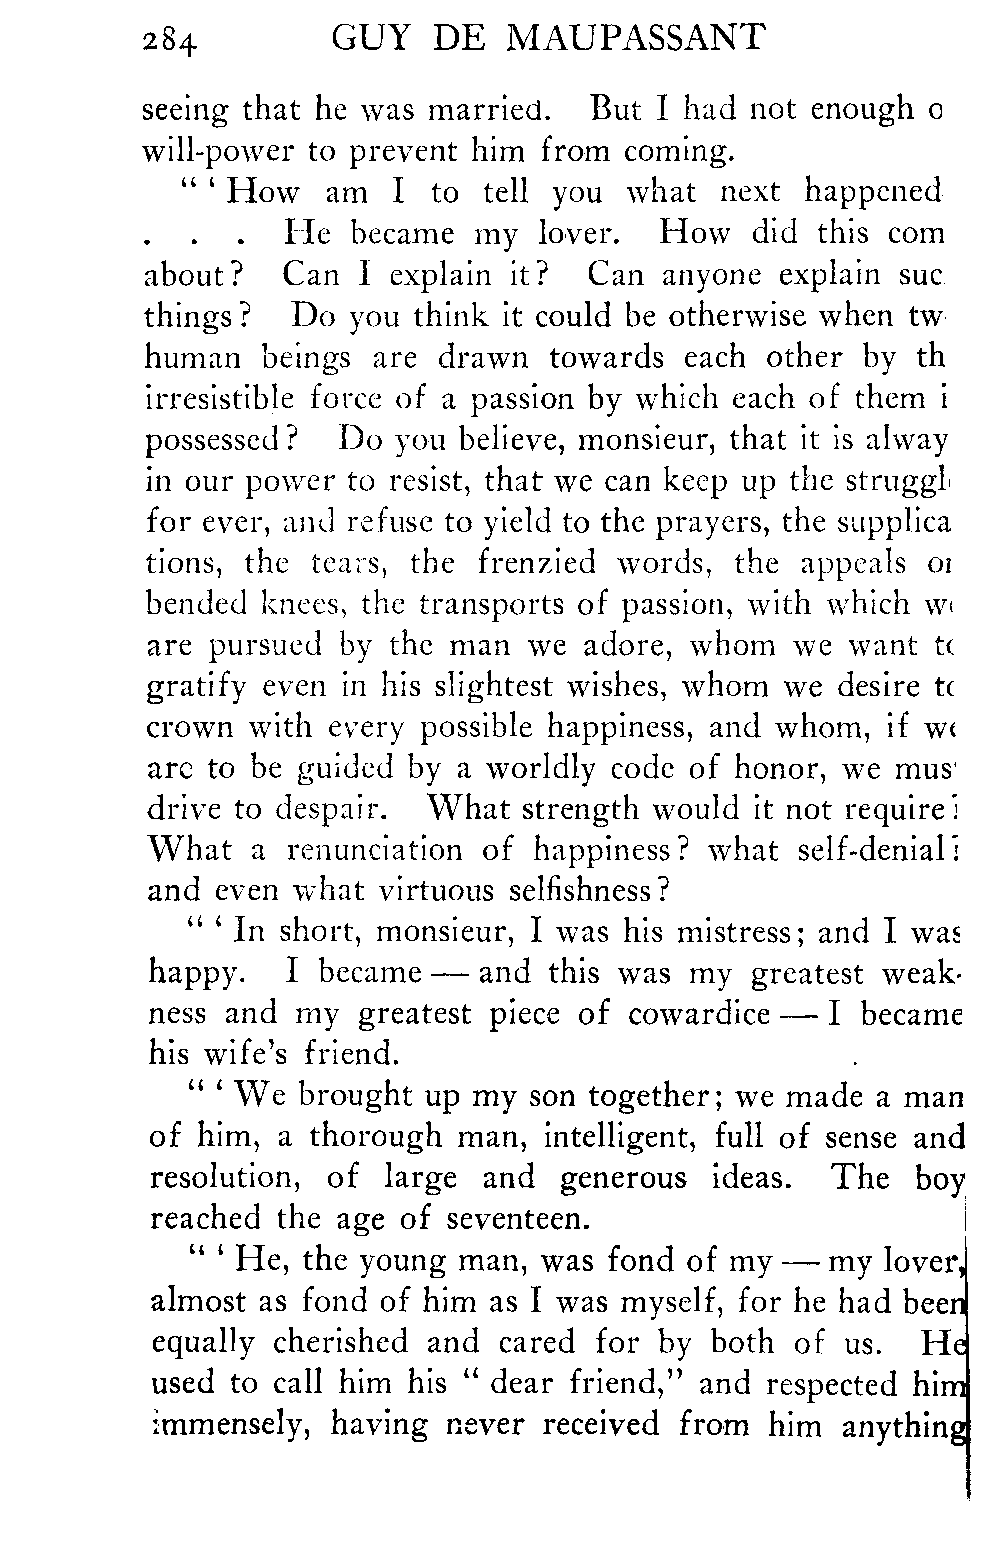 284 GUY DE MAUPASSANT
seeing that he was married. But I had not enough o
will-power to prevent him from coming.
" ' How am I to tell you what next happened
. . . He became my lover. How did this com
about? Can I explain it? Can anyone explain suc
things? Do you think it could be otherwise when tw
human beings are drawn towards each other by th
irresistible force of a passion by which each of them i
possessed? Do you believe, monsieur, that it is alway
in our power to resist, that we can keep up the struggl
for ever, and refuse to yield to the prayers, the supplica
tions, the tears, the frenzied words, the appeals on
bended knees, the transports of passion, with which we
are pursued by the man we adore, whom we want to
gratify even in his slightest wishes, whom we desire to
crown with every possible happiness, and whom, if we
are to be guided by a worldly code of honor, we must
drive to despair. What strength would it not require?
What a renunciation of happiness? what self-denial?
and even what virtuous selfishness?
" ' In short, monsieur, I was his mistress; and I was
happy. I became — and this was my greatest weak-
ness and my greatest piece of cowardice — I became
his wife's friend.
" ' We brought up my son together; we made a man
of him, a thorough man, intelligent, full of sense and
resolution, of large and generous ideas. The boy
reached the age of seventeen.
" ' He, the young man, was fond of my — my lover,
almost as fond of him as I was myself, for he had been
equally cherished and cared for by both of us. He
used to call him his " dear friend," and respected him
immensely, having never received from him anything